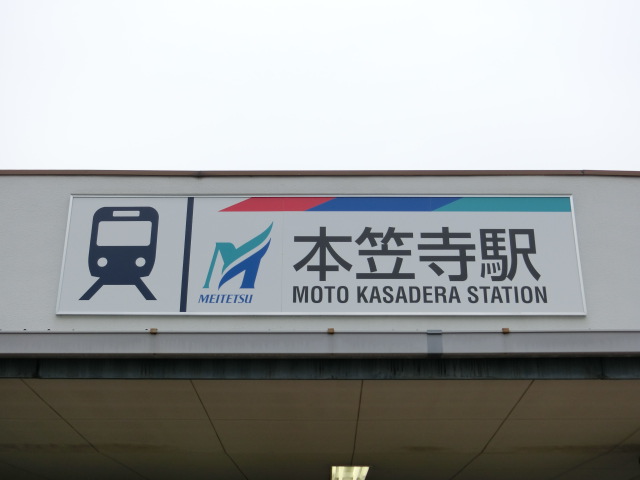 本笠寺駅
MEITETSU
MOTO KASADERA STATION